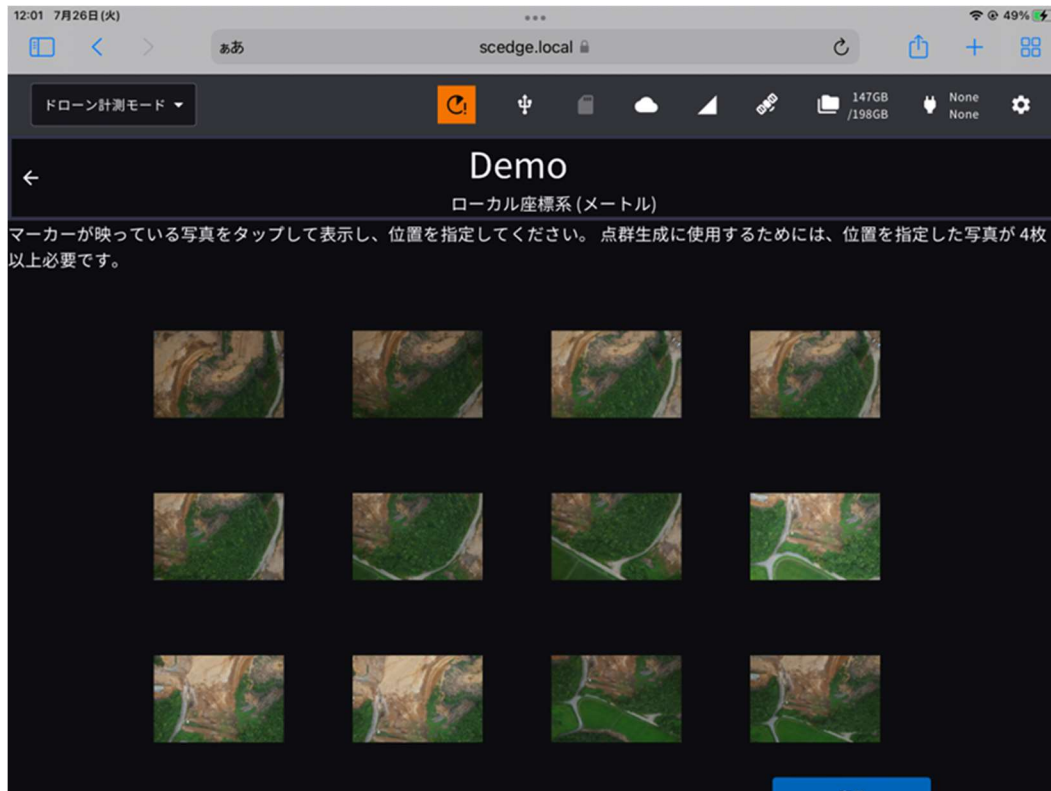 12:01 7月26日(火)
49%
ぁあ
scedge.local
ドローン計測モード
147GB
/198GB
None
None
Demo
ローカル座標系 (メートル)
マーカーが映っている写真をタップして表示し、位置を指定してください。 点群生成に使用するためには、位置を指定した写真が 4枚
以上必要です。